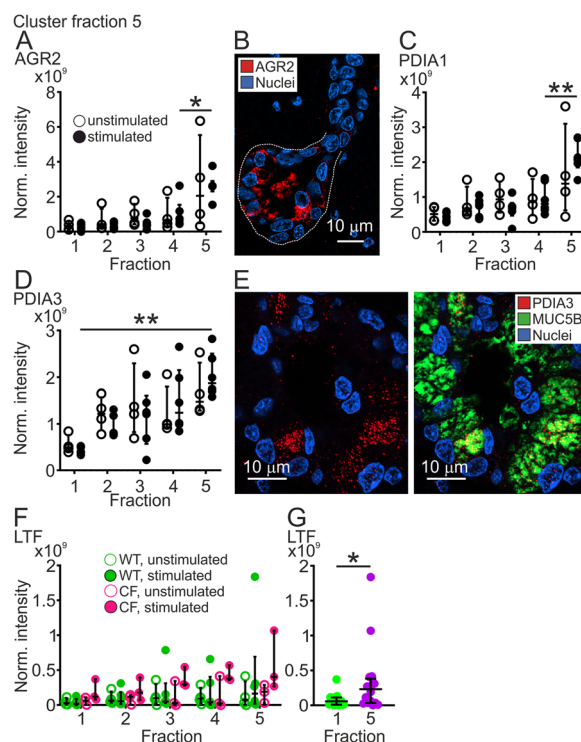 Cluster fraction 5
A
AGR2
x10⁹
Norm. intensity
8
6
4
2
0
unstimulated
stimulated
*
1 2 3 4 5
Fraction
B
AGR2
Nuclei
10 μm
C
PDIA1
x10⁹
Norm. intensity
4
3
2
1
0
**
1 2 3 4 5
Fraction
D
PDIA3
x10⁹
Norm. intensity
3
2
1
0
**
1 2 3 4 5
Fraction
E
10 μm
PDIA3
MUC5B
Nuclei
10 μm
F
LTF
x10⁹
Norm. intensity
2
1.5
1
0.5
0
WT, unstimulated
WT, stimulated
CF, unstimulated
CF, stimulated
1 2 3 4 5
Fraction
G
LTF
x10⁹
2
1.5
1
0.5
0
*
1 5
Fraction